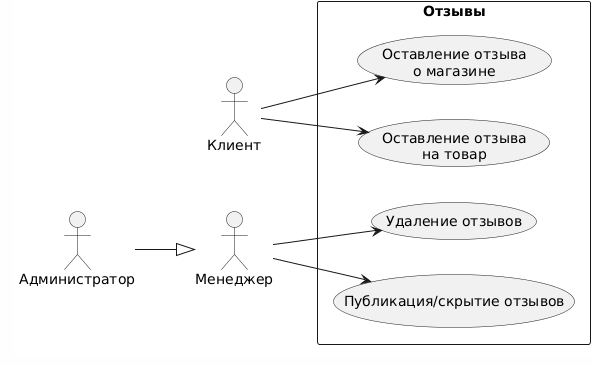 Отзывы
Оставление отзыва
о магазине
Клиент
Оставление отзыва
на товар
Удаление отзывов
Администратор
Менеджер
Публикация/скрытие отзывов